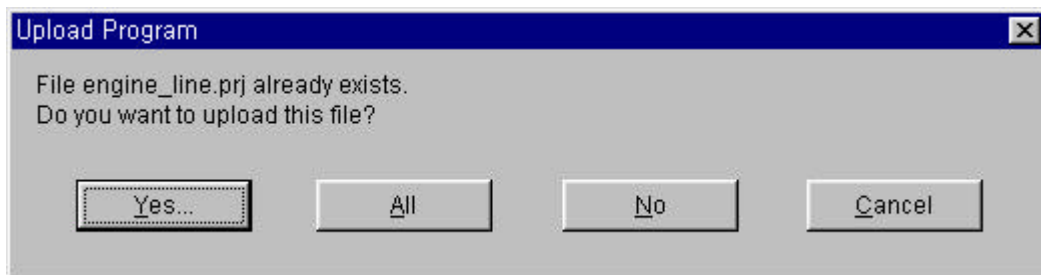 Upload Program
File engine_line.prj already exists.
Do you want to upload this file?
Yes... All No Cancel